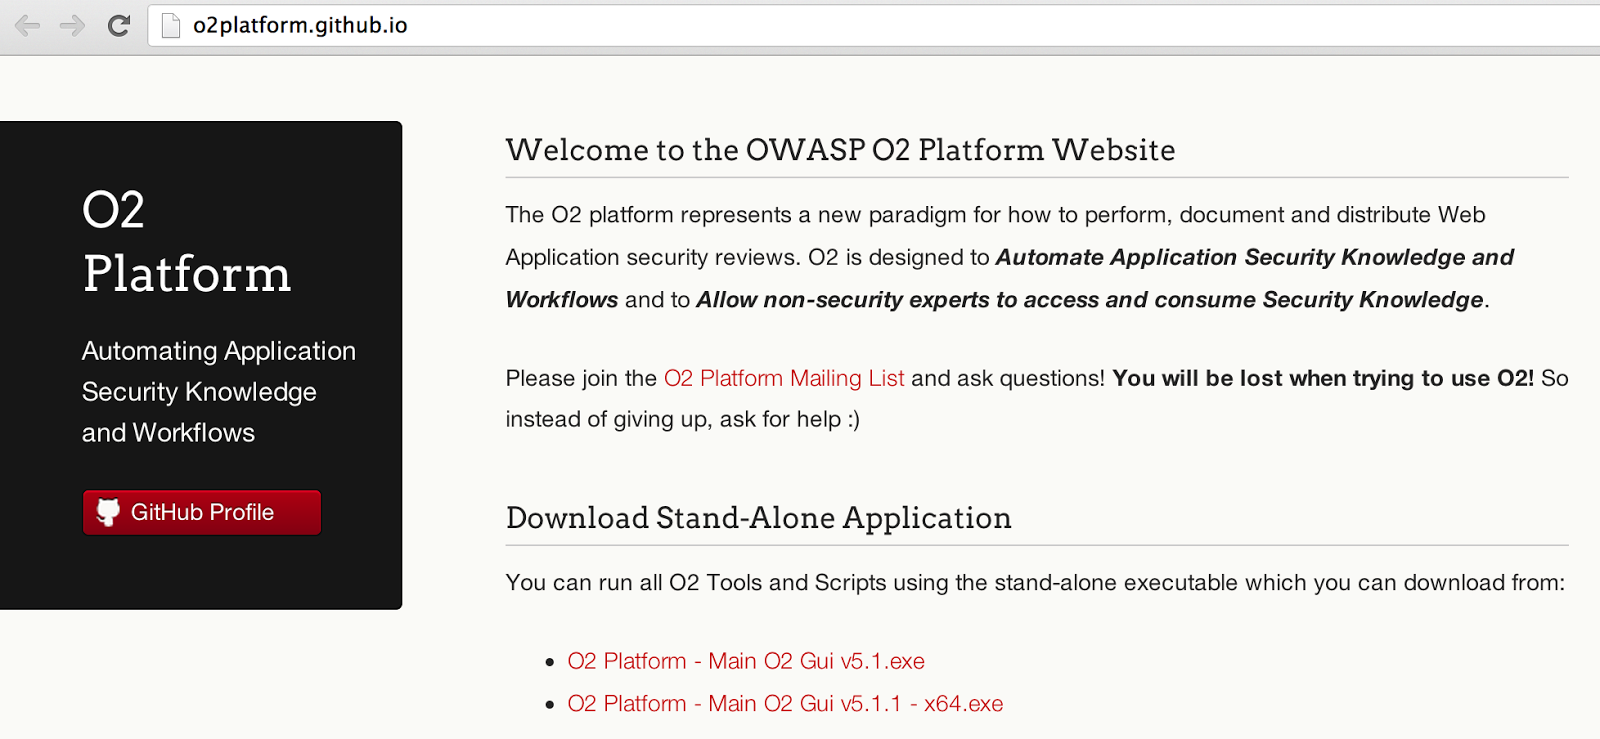 o2platform.github.io
O2
Platform
Automating Application
Security Knowledge
and Workflows
GitHub Profile
Welcome to the OWASP O2 Platform Website
The O2 platform represents a new paradigm for how to perform, document and distribute Web
Application security reviews. O2 is designed to Automate Application Security Knowledge and
Workflows and to Allow non-security experts to access and consume Security Knowledge.
Please join the O2 Platform Mailing List and ask questions! You will be lost when trying to use O2! So
instead of giving up, ask for help :)
Download Stand-Alone Application
You can run all O2 Tools and Scripts using the stand-alone executable which you can download from:
• O2 Platform - Main O2 Gui v5.1.exe
• O2 Platform - Main O2 Gui v5.1.1 - x64.exe